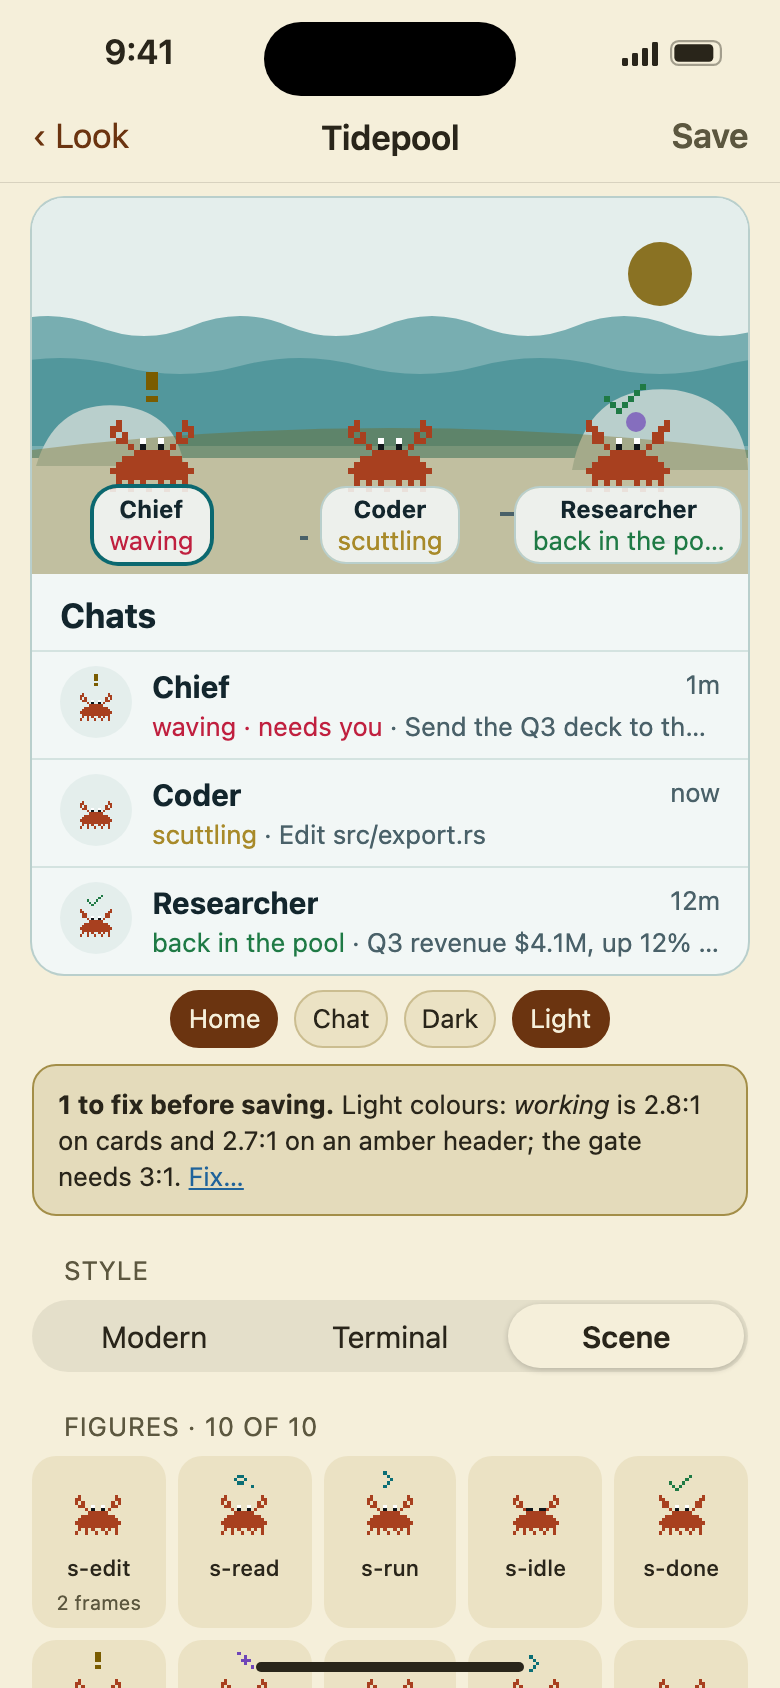 9:41
‹ Look
Tidepool
Save
Chief
waving
Coder
scuttling
Researcher
back in the po...
Chats
Chief
1m
waving · needs you · Send the Q3 deck to th...
Coder
now
scuttling · Edit src/export.rs
Researcher
12m
back in the pool · Q3 revenue $4.1M, up 12% ...
Home
Chat
Dark
Light
1 to fix before saving. Light colours: working is 2.8:1
on cards and 2.7:1 on an amber header; the gate
needs 3:1. Fix...
STYLE
Modern
Terminal
Scene
FIGURES · 10 OF 10
s-edit
s-read
s-run
s-idle
s-done
2 frames